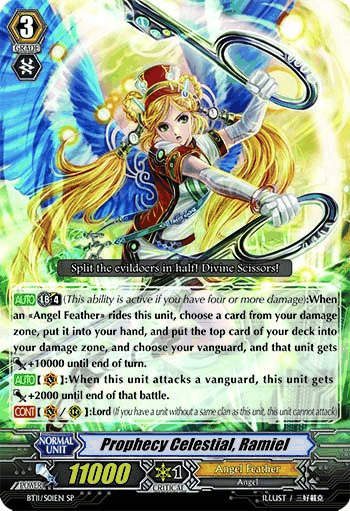 3
GRADE
Split the evildoers in half! Divine Scissors!
AUTO LB 4 (This ability is active if you have four or more damage):When
an «Angel Feather» rides this unit, choose a card from your damage
zone, put it into your hand, and put the top card of your deck into
your damage zone, and choose your vanguard, and that unit gets
+10000 until end of turn.
AUTO [ ]:When this unit attacks a vanguard, this unit gets
+2000 until end of that battle.
CONT [ / ]:Lord (If you have a unit without a same clan as this unit, this unit cannot attack)
NORMAL UNIT
Prophecy Celestial, Ramiel
POWER 11000
1
CRITICAL
Angel Feather
Angel
BT11/S01EN SP
ILLUST / 三好載克